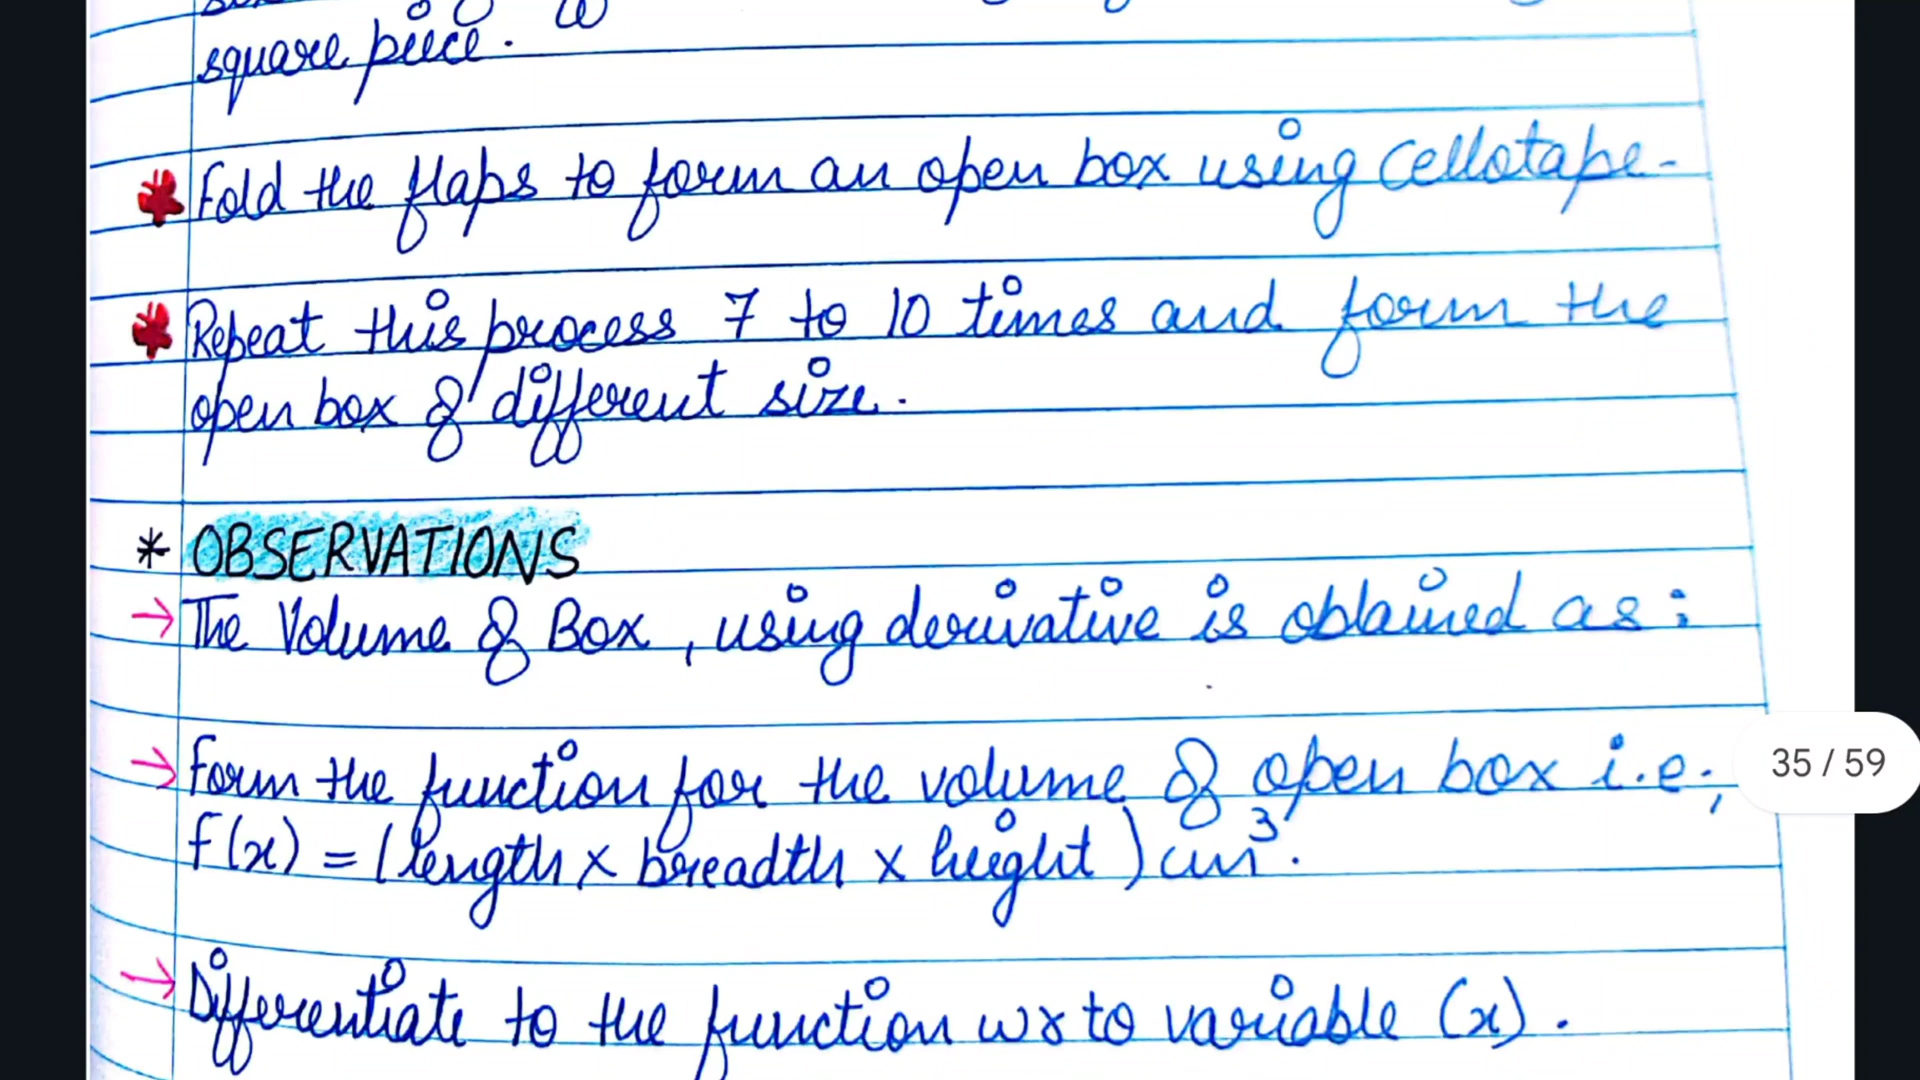 square piece.
Fold the flaps to form an open box using cellotape.
Repeat this process 7 to 10 times and form the
open box of different size.
* OBSERVATIONS
→ The Volume of Box, using derivative is obtained as:
→ Form the function for the volume of open box i.e;
35 / 59
f(x) = (length × breadth × height) cm³.
→ Differentiate to the function wr to variable (x).